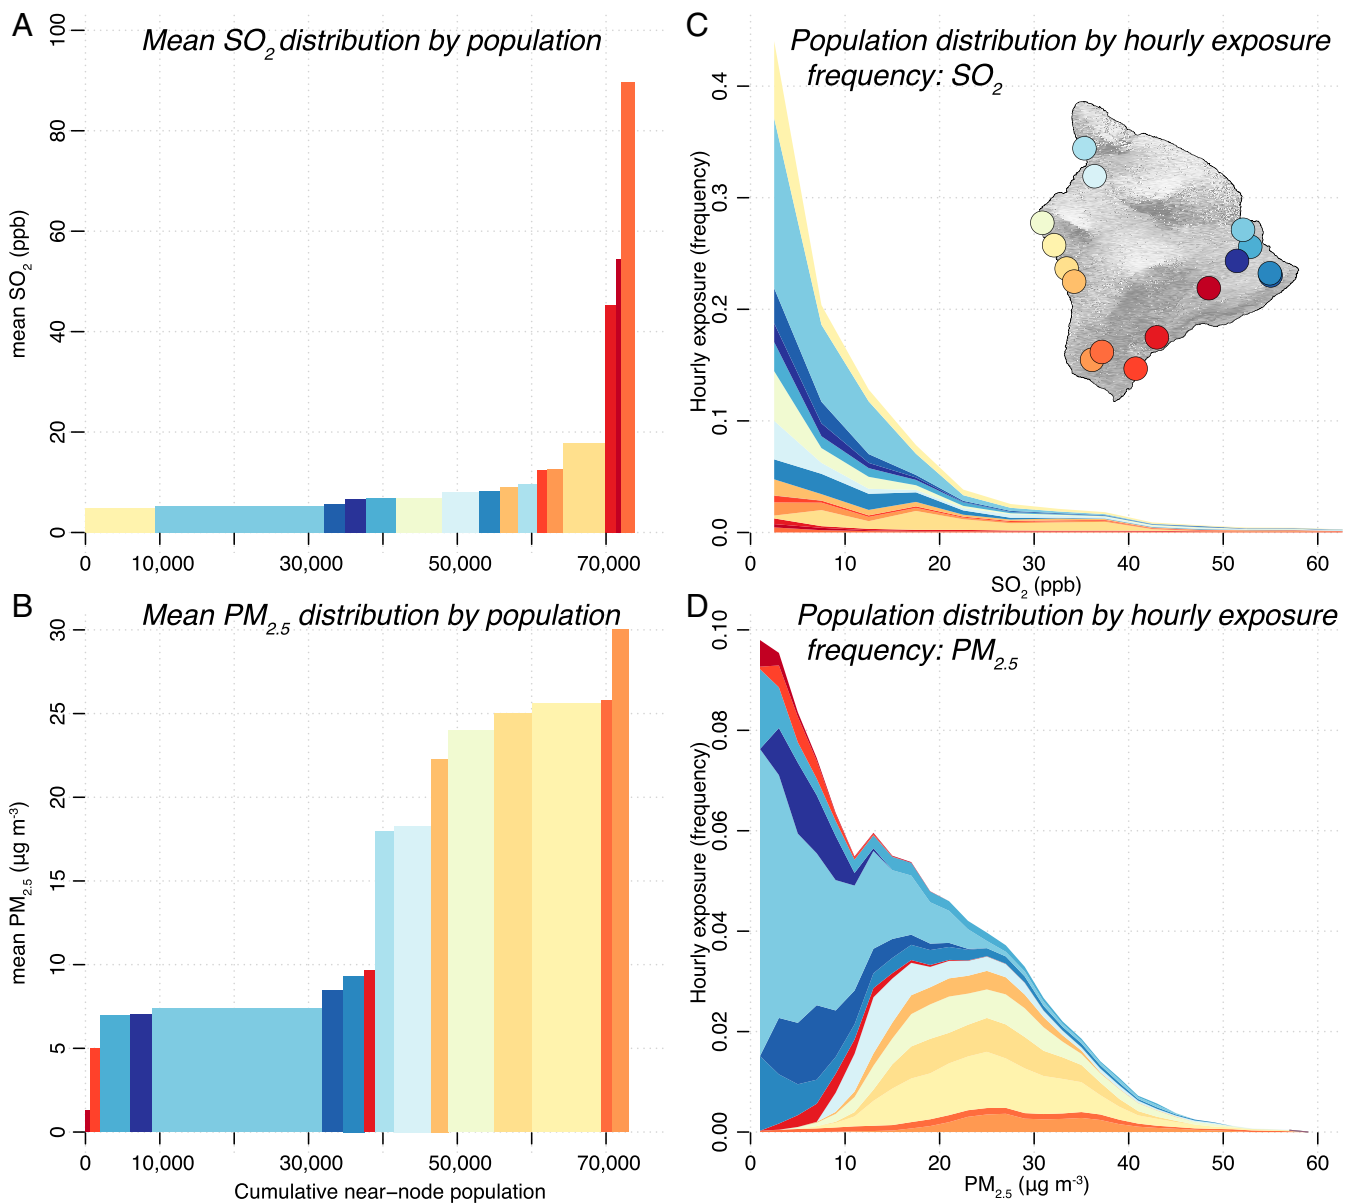 A
Mean SO2 distribution by population
mean SO2 (ppb)
100
80
60
40
20
0
0 10,000 30,000 50,000 70,000
B
Mean PM2.5 distribution by population
mean PM2.5 (µg m-3)
30
25
20
15
10
5
0
0 10,000 30,000 50,000 70,000
Cumulative near−node population
C
Population distribution by hourly exposure
frequency: SO2
Hourly exposure (frequency)
0.4
0.3
0.2
0.1
0.0
0 10 20 30 40 50 60
SO2 (ppb)
D
Population distribution by hourly exposure
frequency: PM2.5
Hourly exposure (frequency)
0.10
0.08
0.06
0.04
0.02
0.00
0 10 20 30 40 50 60
PM2.5 (µg m-3)